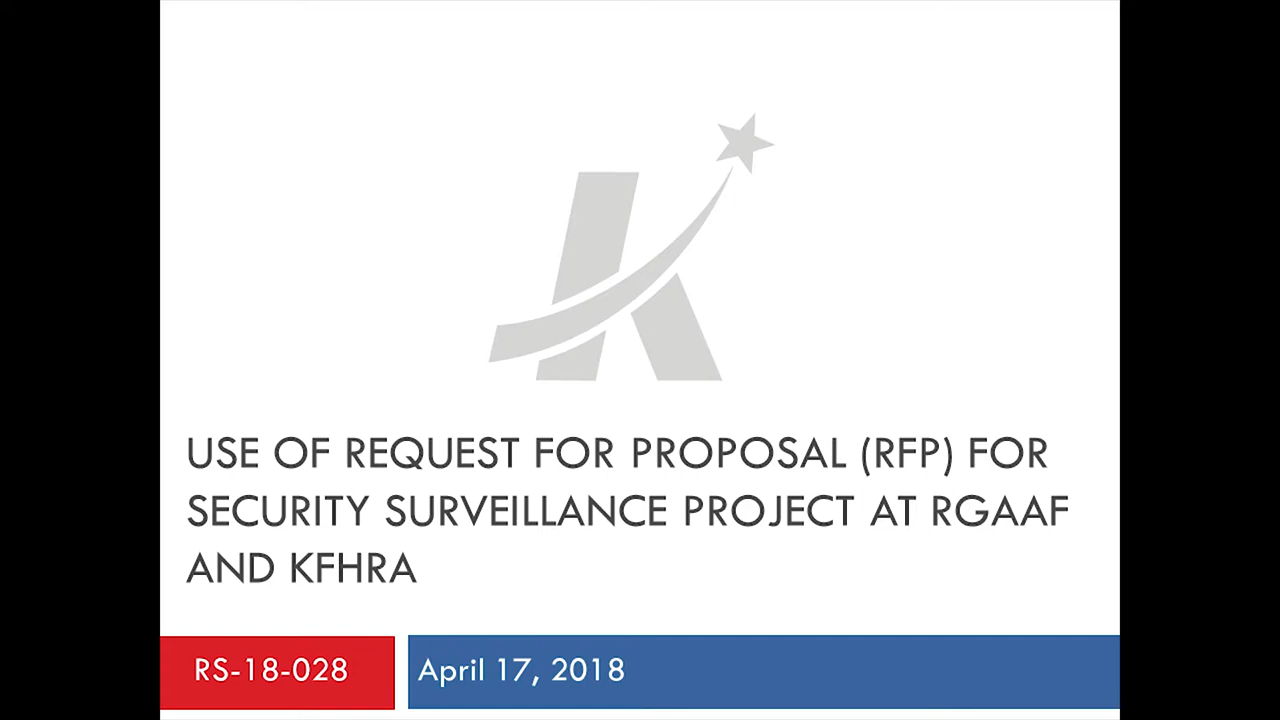 USE OF REQUEST FOR PROPOSAL (RFP) FOR
SECURITY SURVEILLANCE PROJECT AT RGAAF
AND KFHRA
RS-18-028
April 17, 2018